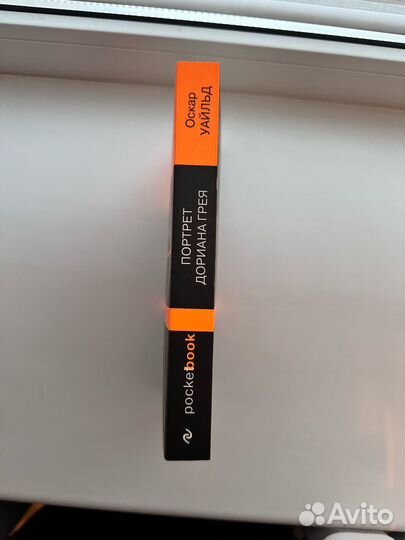 Оскар
УАЙЛЬД
ПОРТРЕТ
ДОРИАНА ГРЕЯ
pocketbook
Avito